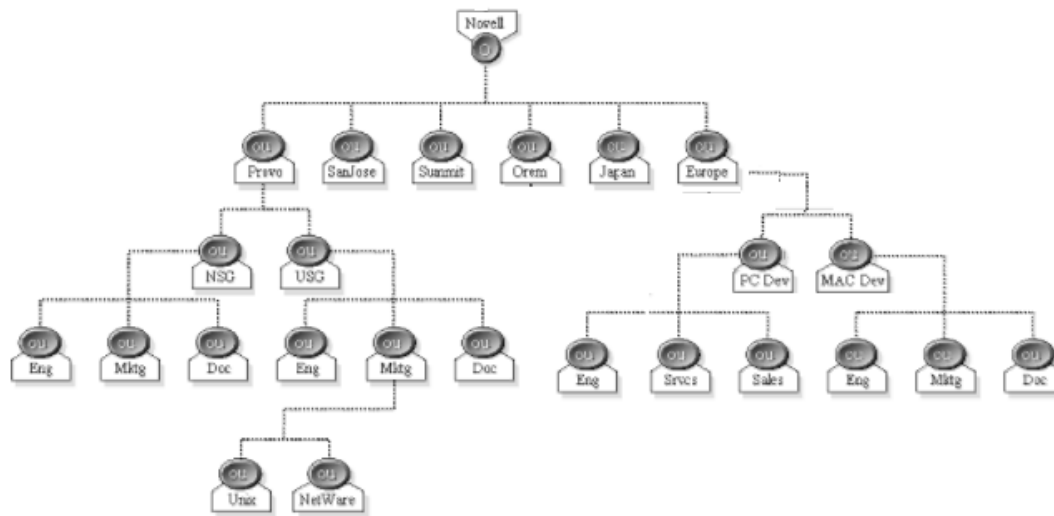 Novell
O
ou ou ou ou ou ou
Provo SanJose Summit Orem Japan Europe
ou ou ou ou
NSG USG PC Dev MAC Dev
ou ou ou ou ou ou ou ou ou ou ou ou
Eng Mktg Doc Eng Mktg Doc Eng Srvcs Sales Eng Mktg Doc
ou ou
Unix NetWare